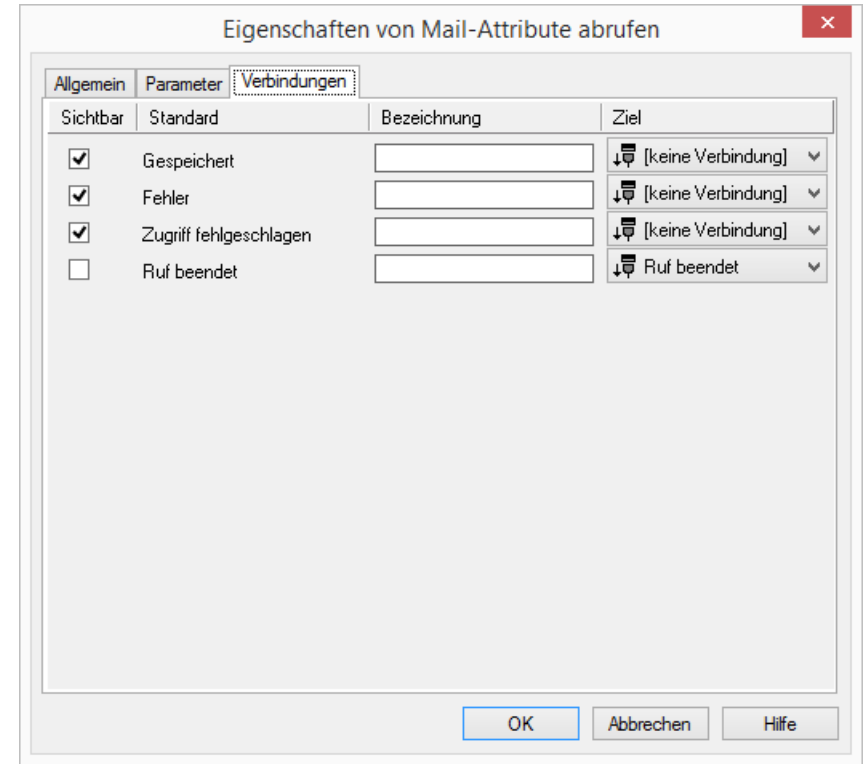 Eigenschaften von Mail-Attribute abrufen
Allgemein Parameter Verbindungen
Sichtbar Standard Bezeichnung Ziel
Gespeichert [keine Verbindung]
Fehler [keine Verbindung]
Zugriff fehlgeschlagen [keine Verbindung]
Ruf beendet Ruf beendet
OK Abbrechen Hilfe